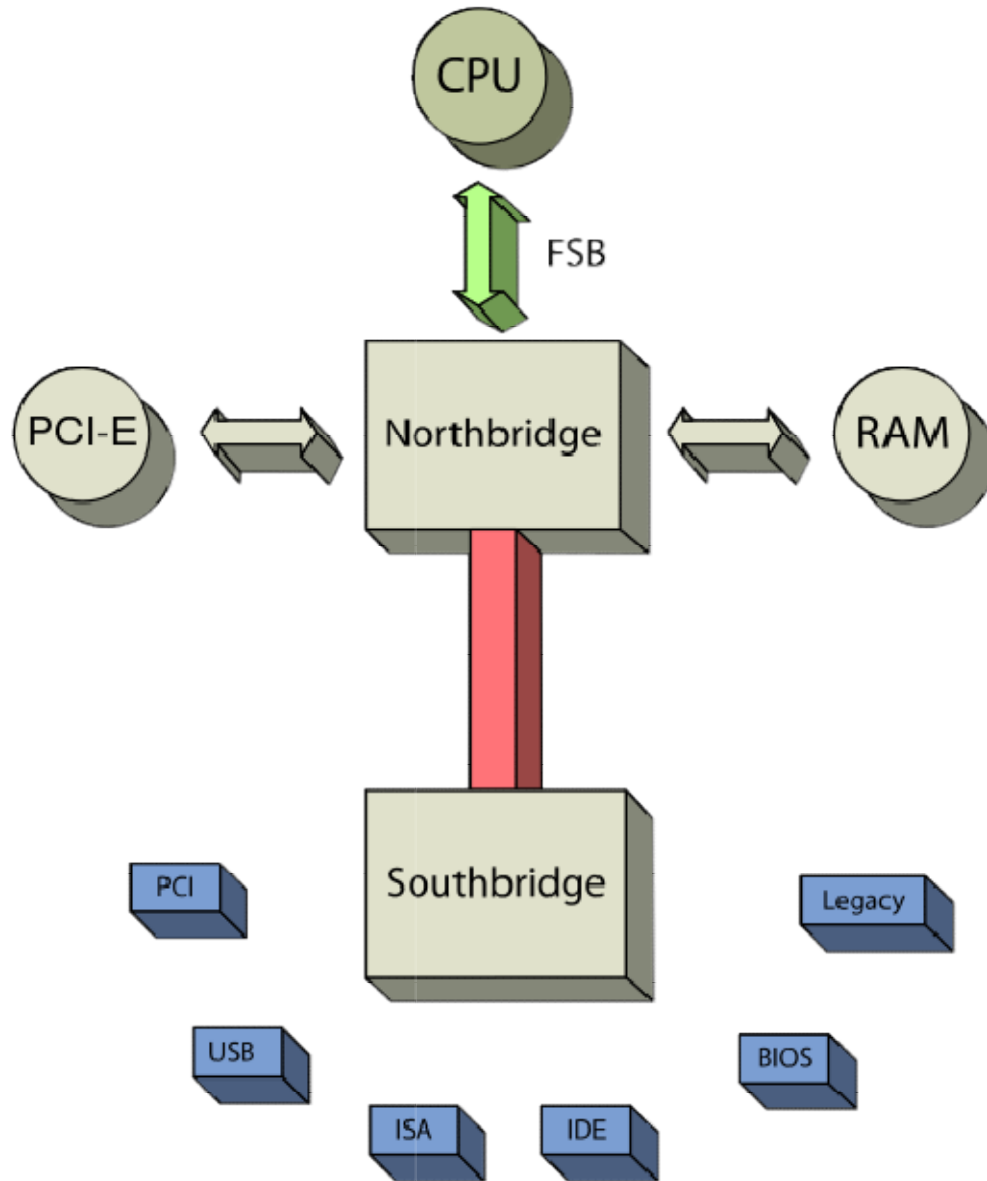 CPU
FSB
PCI-E
Northbridge
RAM
Southbridge
PCI
Legacy
USB
BIOS
ISA
IDE